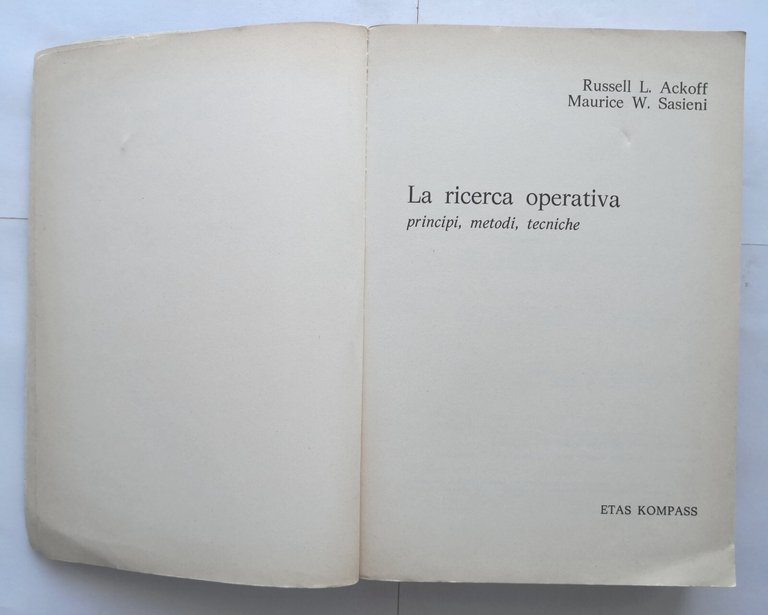 Russell L. Ackoff
Maurice W. Sasieni
La ricerca operativa
principi, metodi, tecniche
ETAS KOMPASS